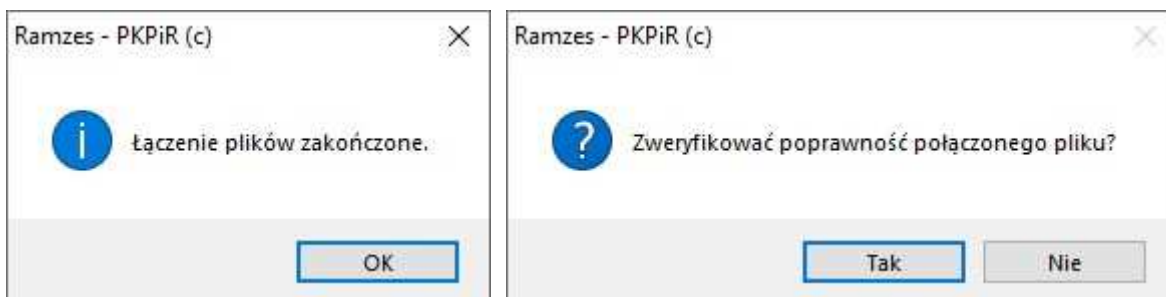 Ramzes - PKPiR (c)
Łączenie plików zakończone.
OK
Ramzes - PKPiR (c)
Zweryfikować poprawność połączonego pliku?
Tak
Nie